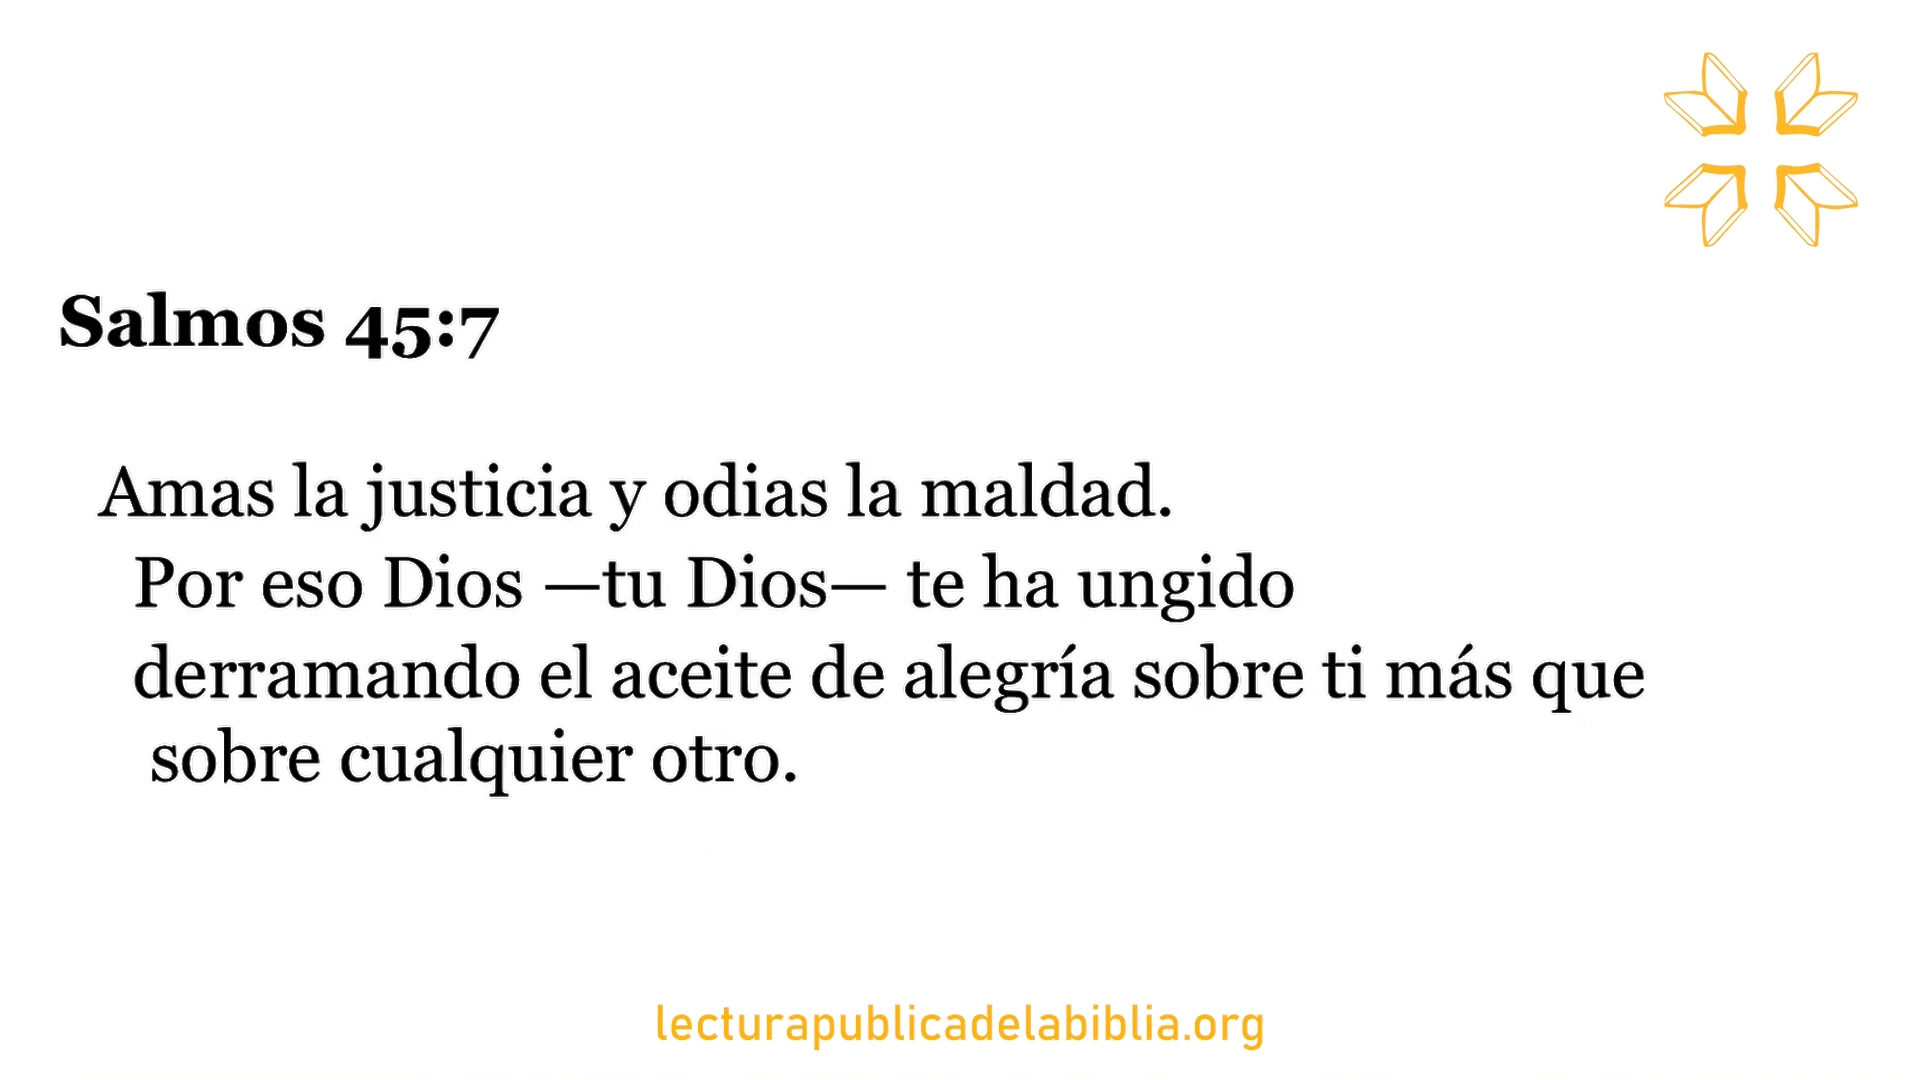 Salmos 45:7
Amas la justicia y odias la maldad.
Por eso Dios —tu Dios— te ha ungido
derramando el aceite de alegría sobre ti más que
sobre cualquier otro.
lecturapublicadelabiblia.org